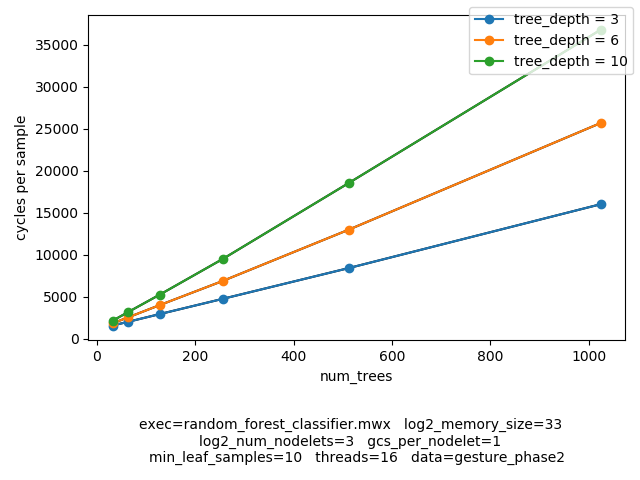 tree_depth = 3
tree_depth = 6
tree_depth = 10
35000
30000
25000
20000
15000
10000
5000
0
cycles per sample
0 200 400 600 800 1000
num_trees
exec=random_forest_classifier.mwx log2_memory_size=33
log2_num_nodelets=3 gcs_per_nodelet=1
min_leaf_samples=10 threads=16 data=gesture_phase2